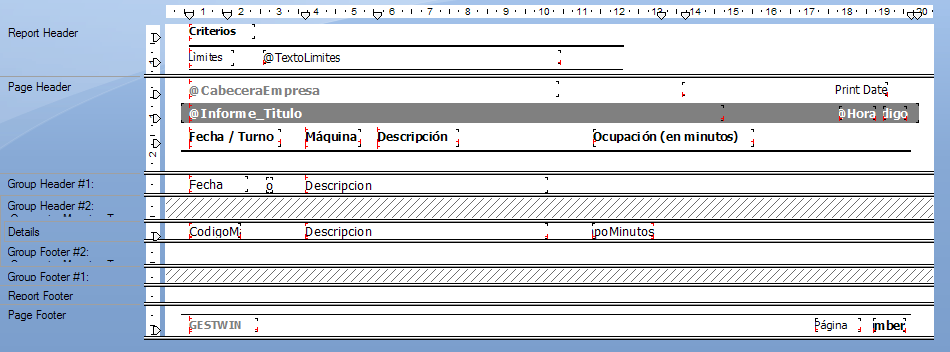 1 2 3 4 5 6 7 8 9 10 11 12 13 14 15 16 17 18 19 20
Report Header
Criterios
Limites @TextoLimites
Page Header
@CabeceraEmpresa Print Date
@Informe_Titulo @Hora digo
Fecha / Turno Máquina Descripción Ocupación (en minutos)
2
Group Header #1: Fecha o Descripcion
Group Header #2:
Details CodigoM Descripcion poMinutos
Group Footer #2:
Group Footer #1:
Report Footer
Page Footer
GESTWIN Página mber